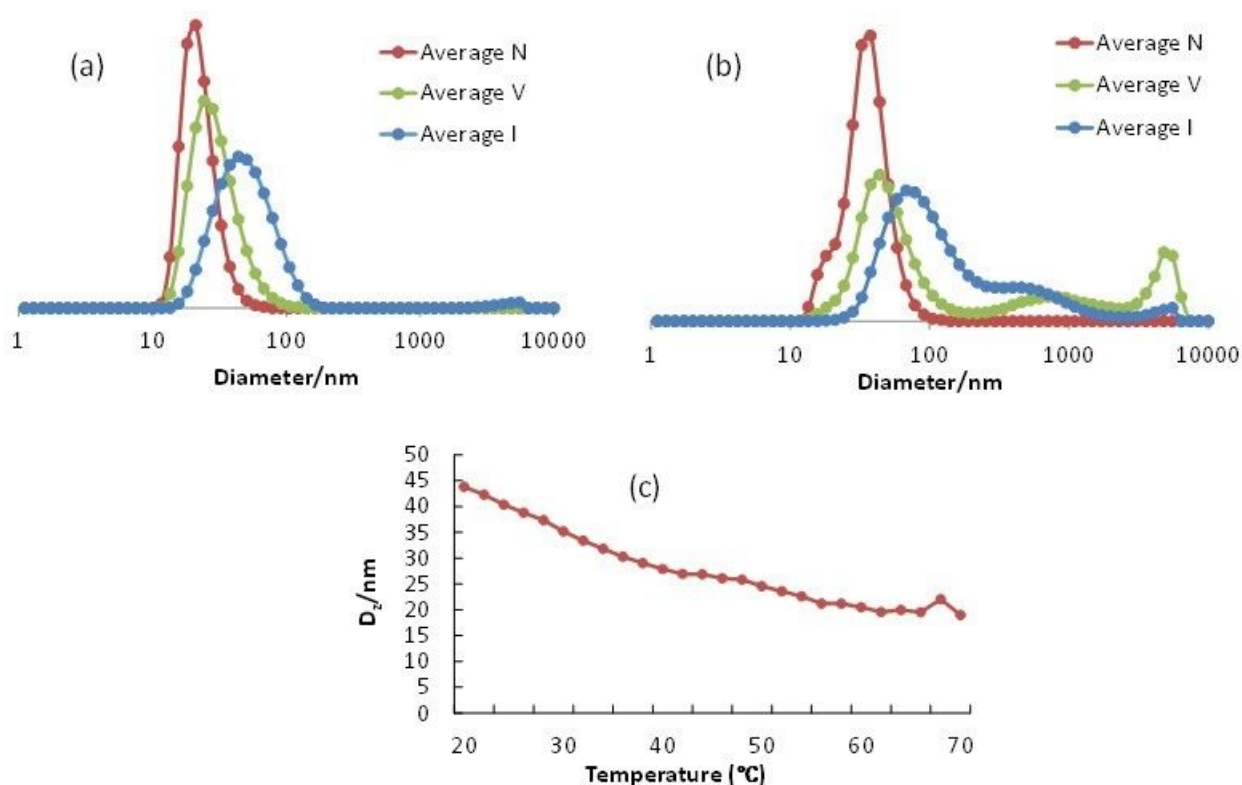 (a)
Average N
Average V
Average I
1 10 100 1000 10000
Diameter/nm
(b)
Average N
Average V
Average I
1 10 100 1000 10000
Diameter/nm
(c)
50
45
40
35
30
25
20
15
10
5
0
D_z/nm
20 30 40 50 60 70
Temperature (°C)